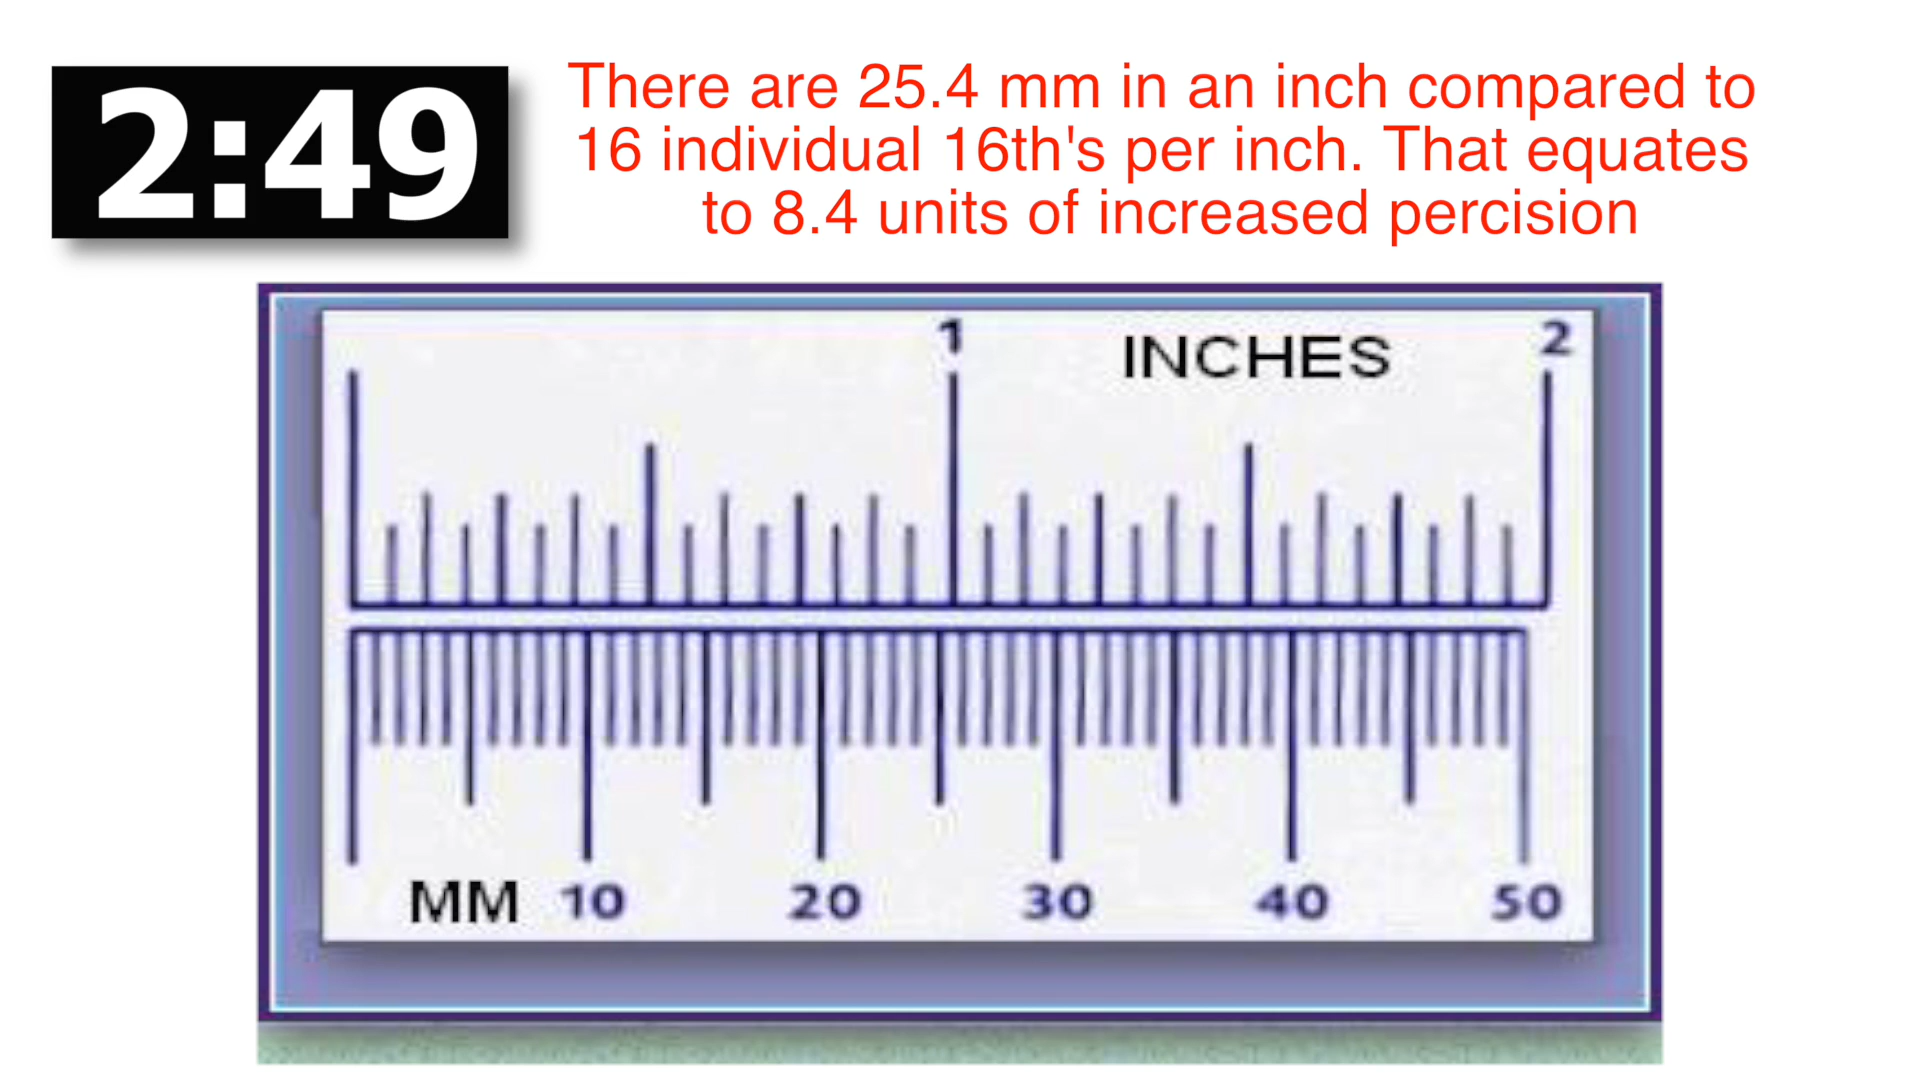 2:49
There are 25.4 mm in an inch compared to
16 individual 16th's per inch. That equates
to 8.4 units of increased percision
1 INCHES 2
MM 10 20 30 40 50